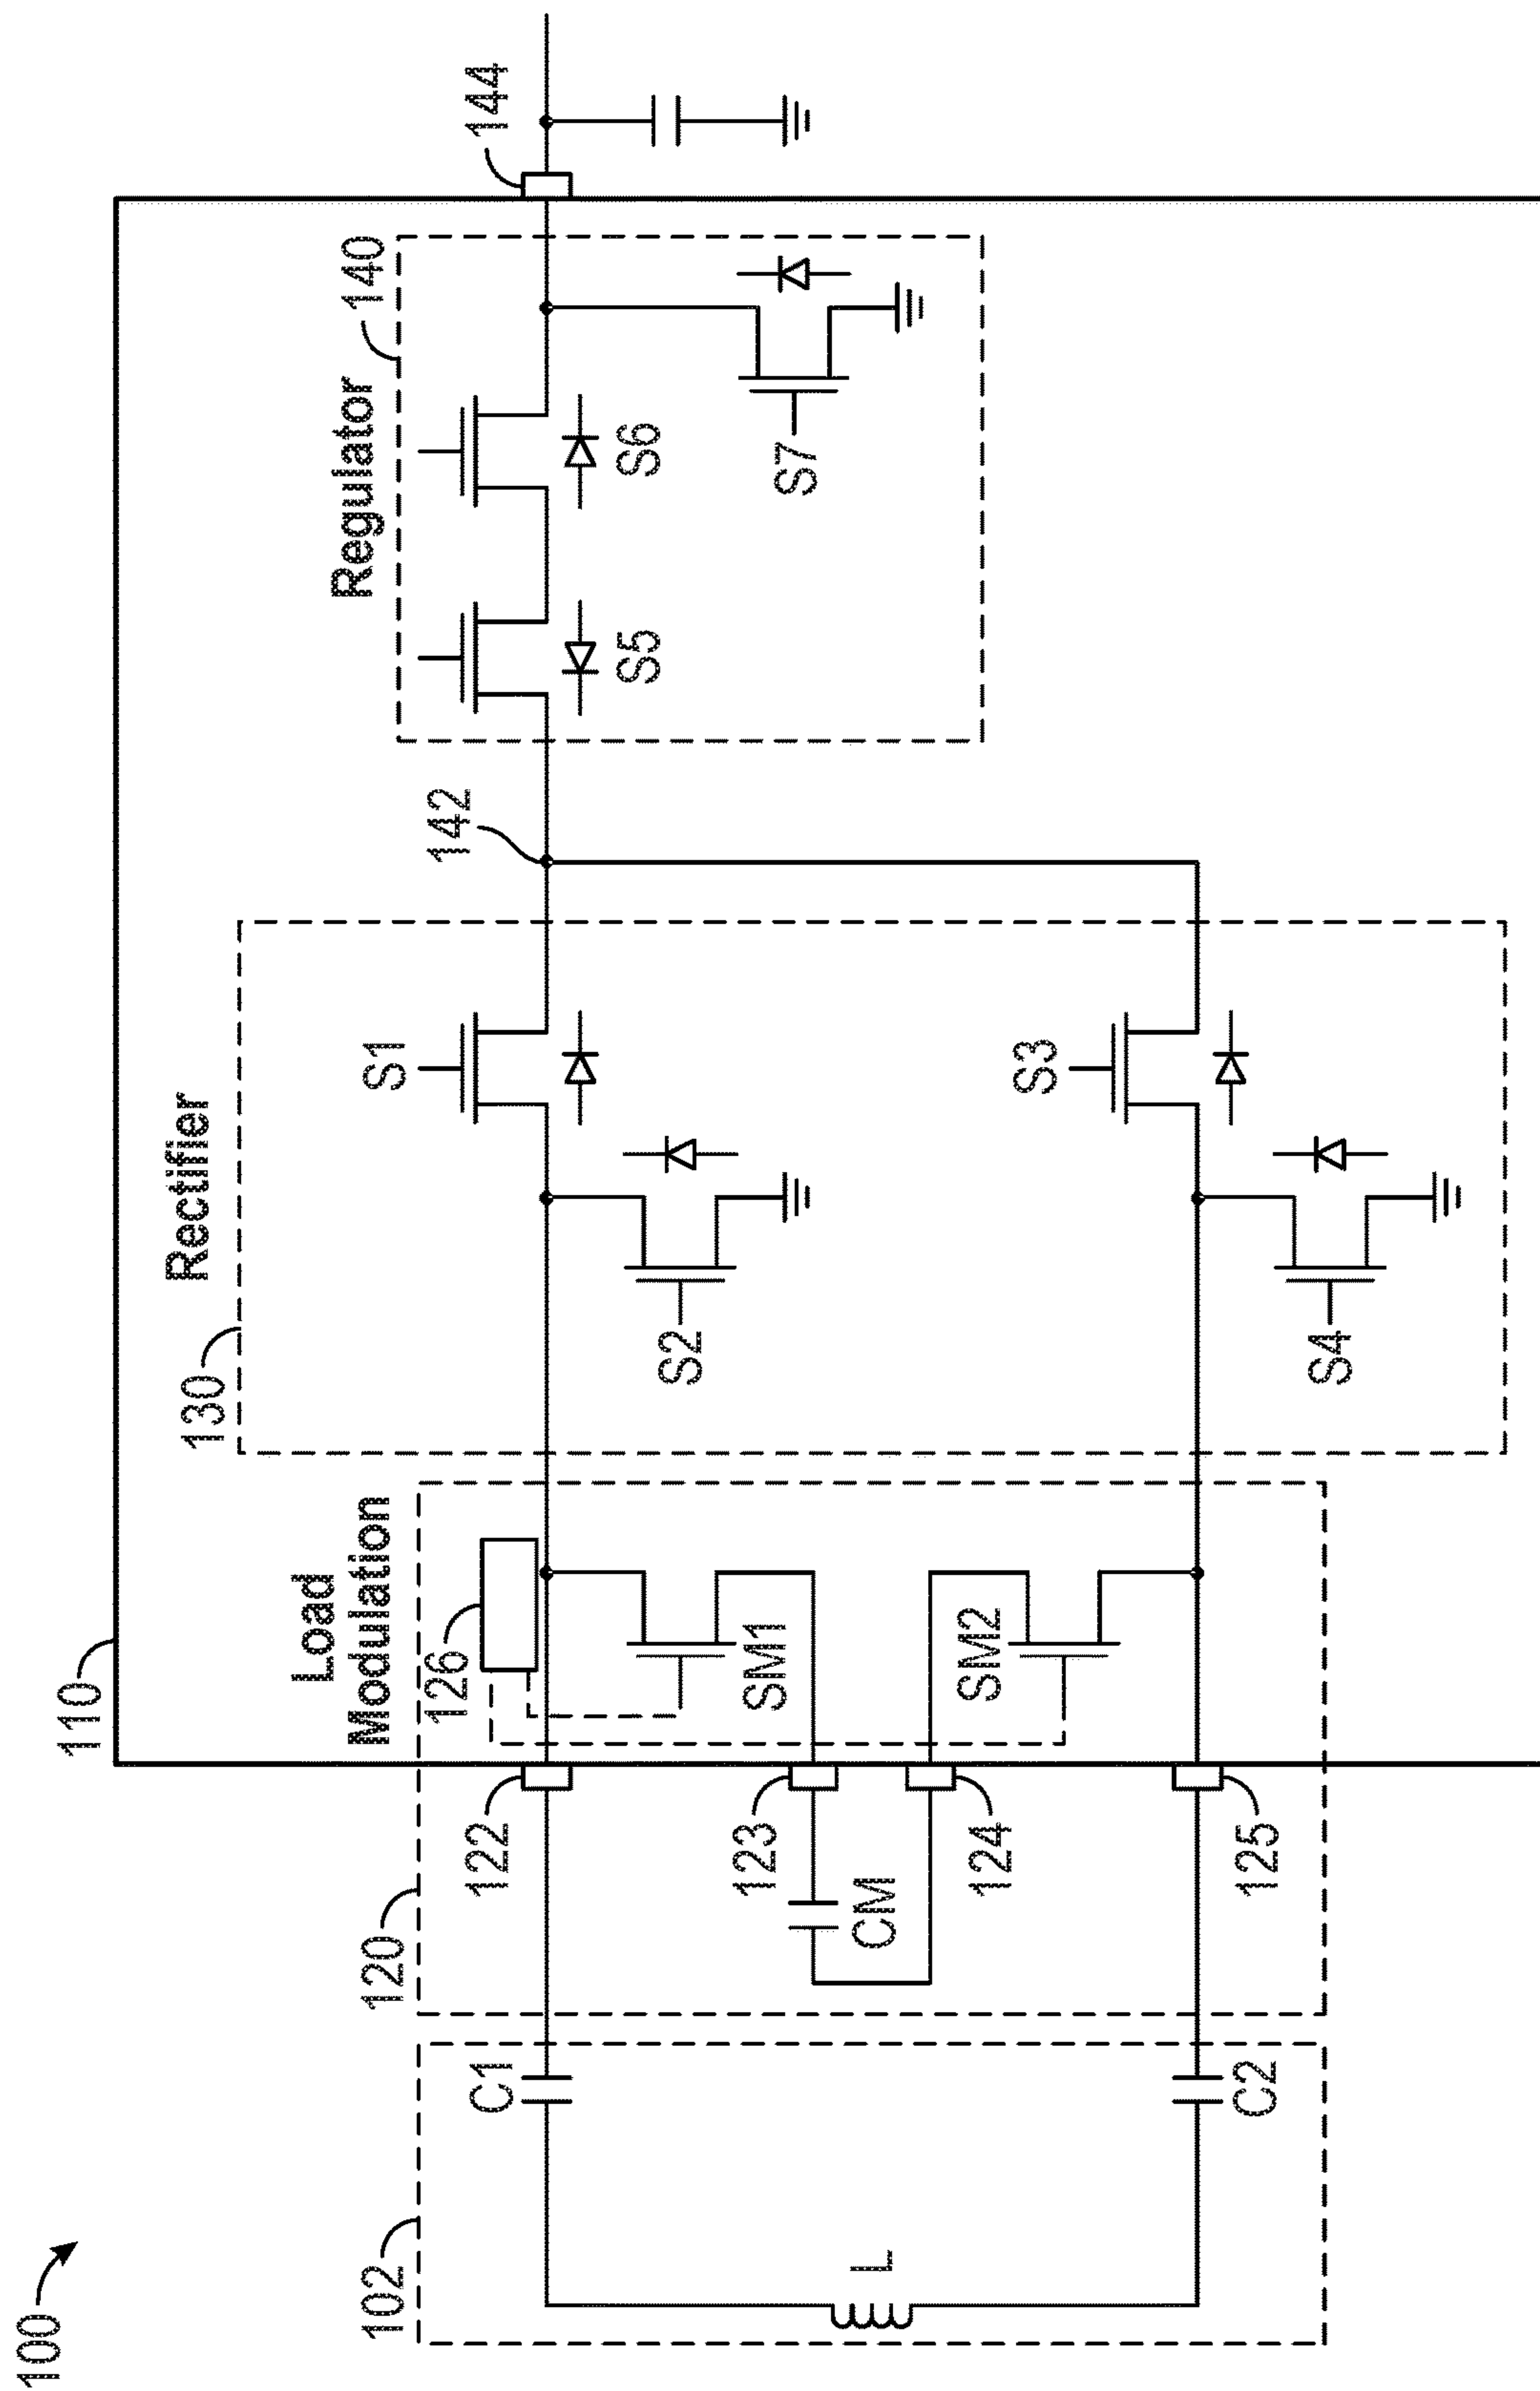 100
102
L
C1
C2
120
122
123
CM
124
125
110
Load
Modulation
126
SM1
SM2
130
Rectifier
S1
S2
S3
S4
142
Regulator
140
S5
S6
S7
144